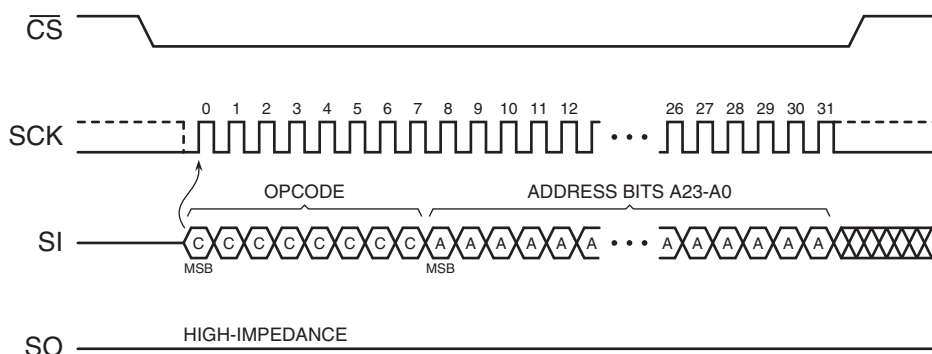 CS
0 1 2 3 4 5 6 7 8 9 10 11 12 26 27 28 29 30 31
SCK
OPCODE ADDRESS BITS A23-A0
SI C C C C C C C C A A A A A A A A A A A A
MSB MSB
HIGH-IMPEDANCE
SO